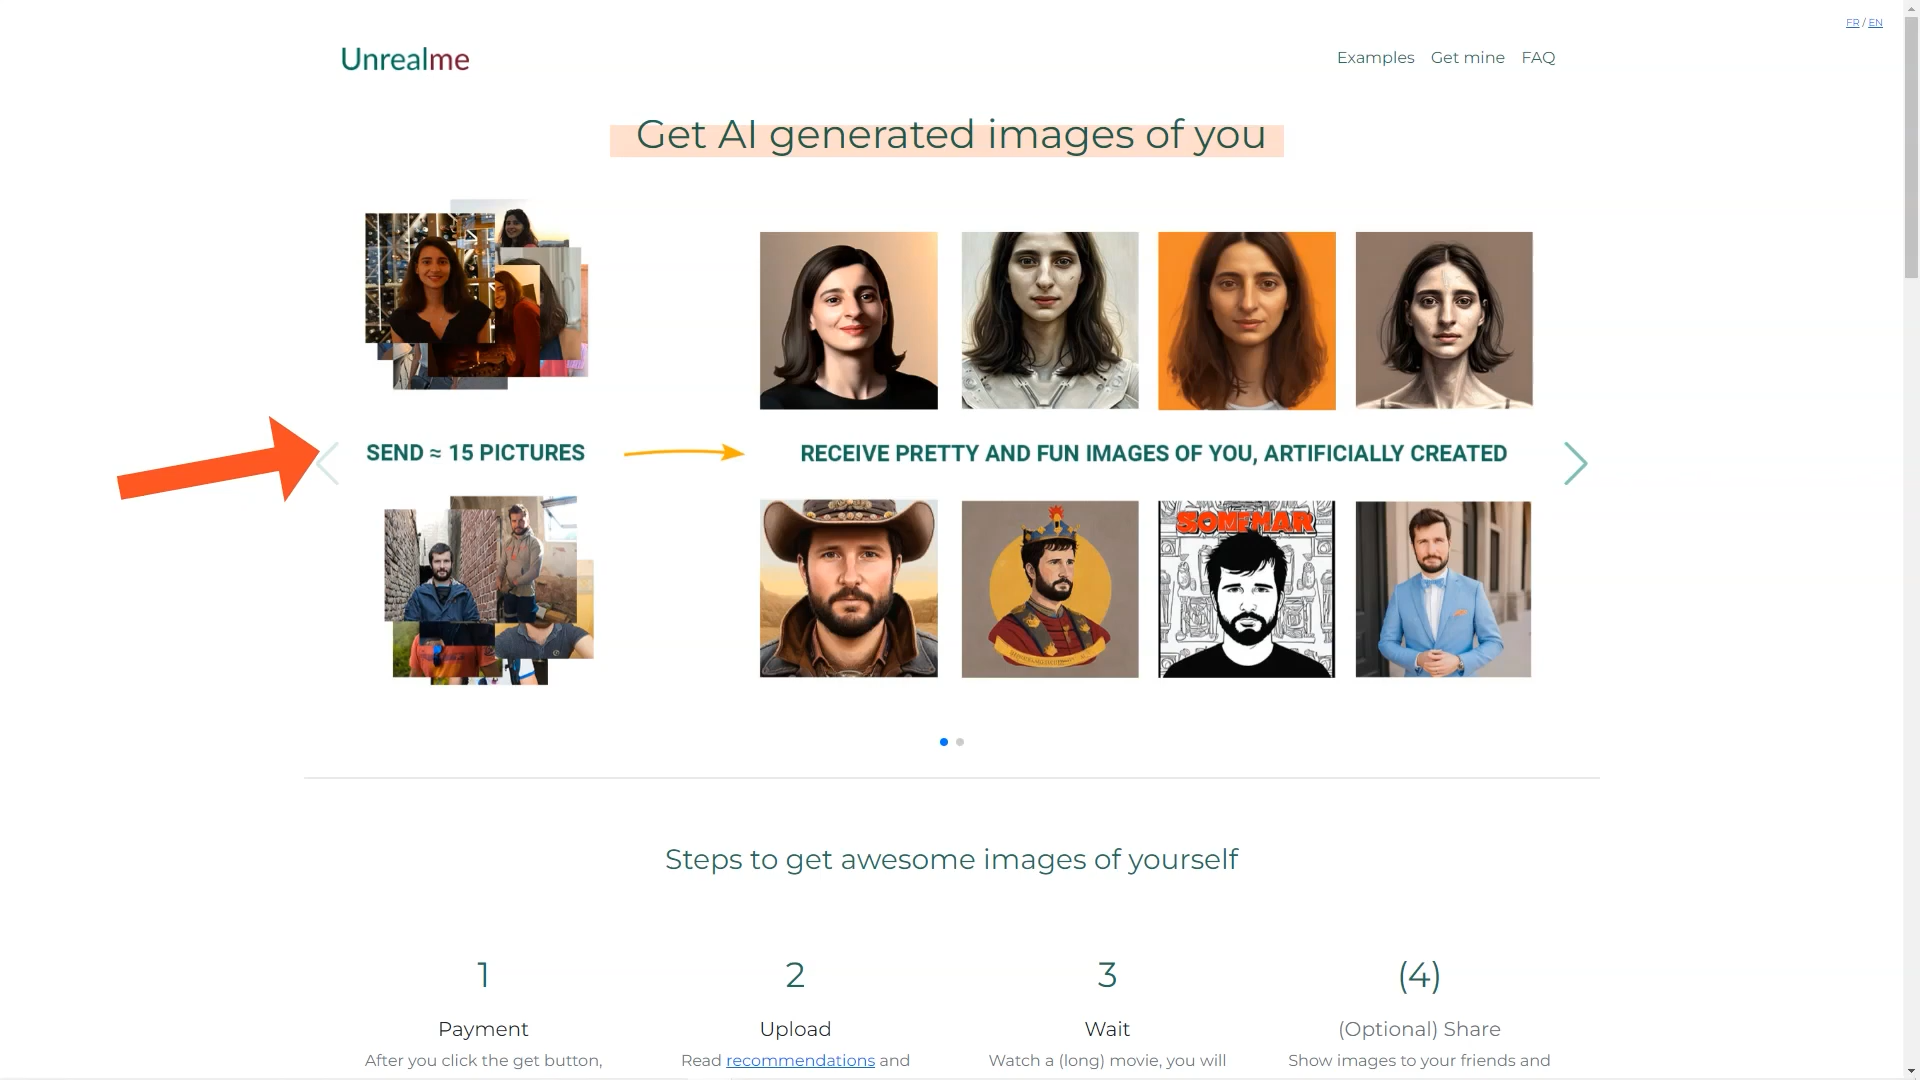 FR / EN
Unrealme
Examples Get mine FAQ
Get AI generated images of you
SEND ≈ 15 PICTURES
RECEIVE PRETTY AND FUN IMAGES OF YOU, ARTIFICIALLY CREATED
SOMEMAR
Steps to get awesome images of yourself
1
Payment
After you click the get button,
2
Upload
Read recommendations and
3
Wait
Watch a (long) movie, you will
(4)
(Optional) Share
Show images to your friends and